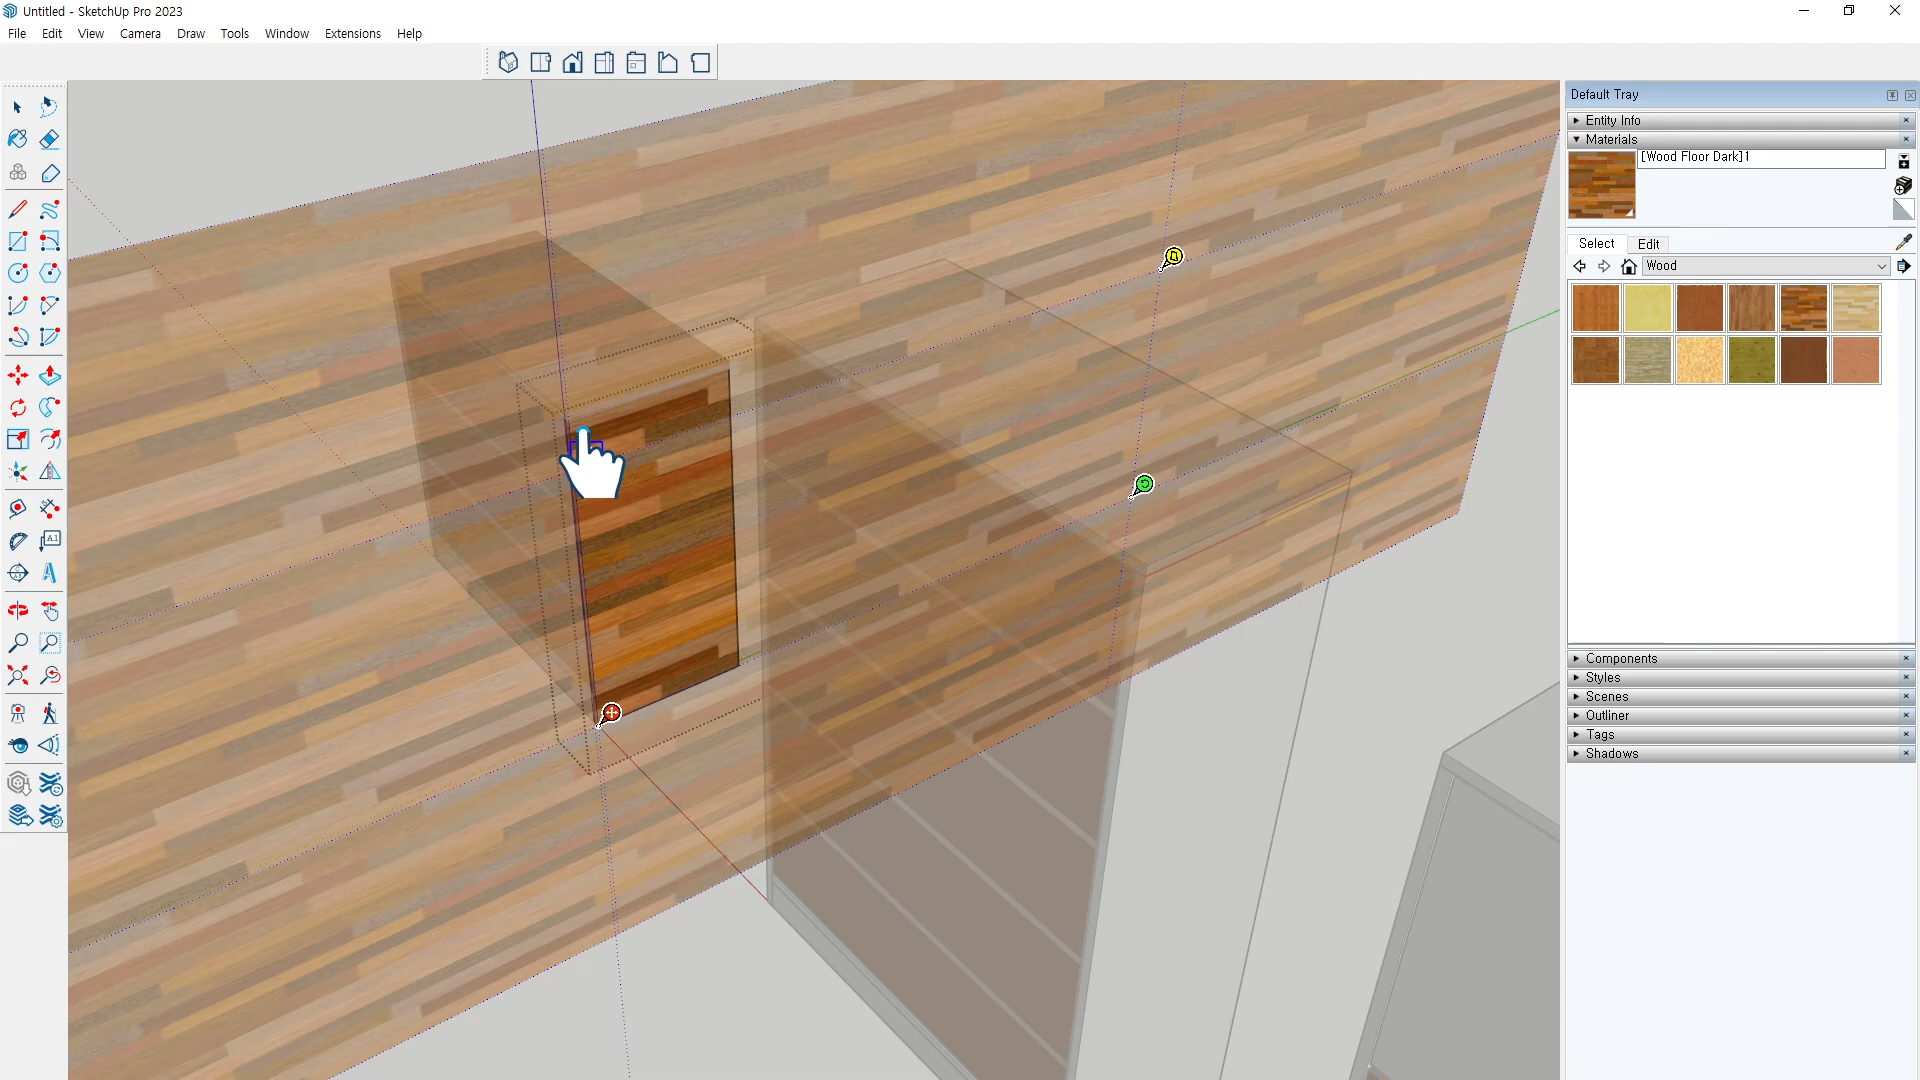 Untitled - SketchUp Pro 2023
File Edit View Camera Draw Tools Window Extensions Help
Default Tray
Entity Info
Materials
[Wood Floor Dark]1
Select Edit
Wood
Components
Styles
Scenes
Outliner
Tags
Shadows
A1
A